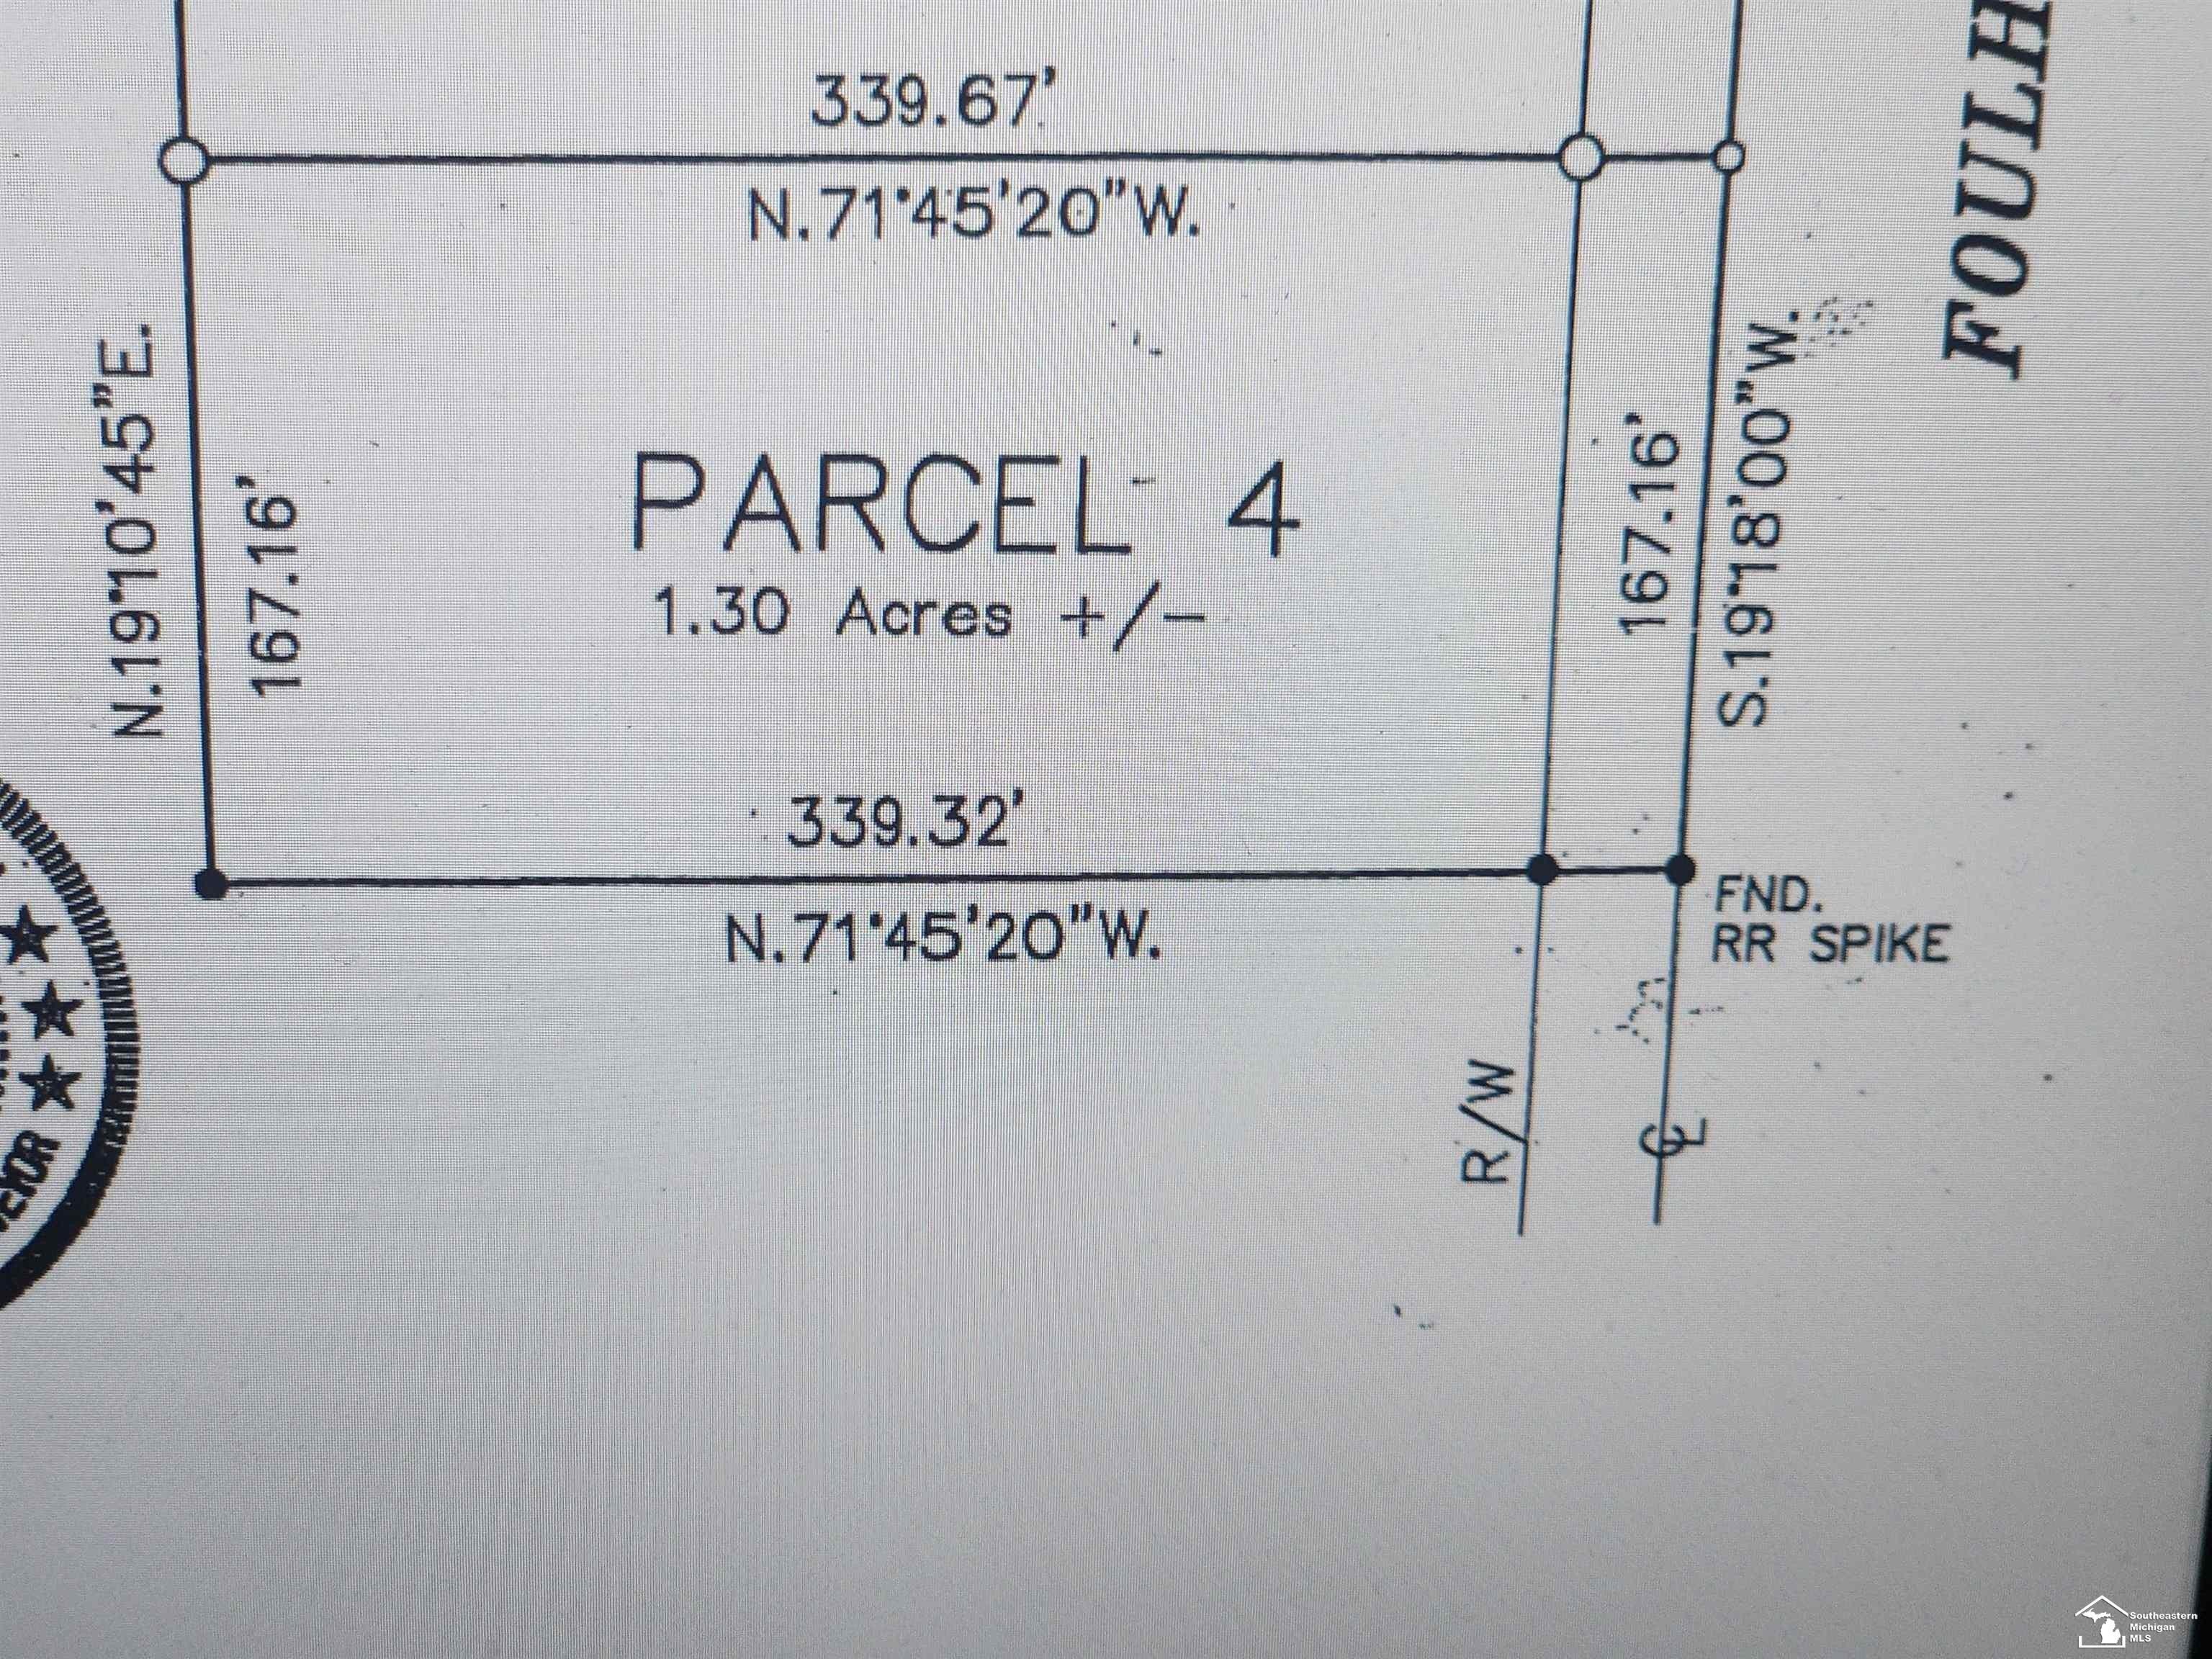 339.67'
N.71°45'20"W.
N.19°10'45"E.
167.16'
PARCEL 4
1.30 Acres +/-
167.16'
S.19°18'00"W.
FOULH
339.32'
N.71°45'20"W.
FND.
RR SPIKE
R/W
℄
Southeastern
Michigan
MLS